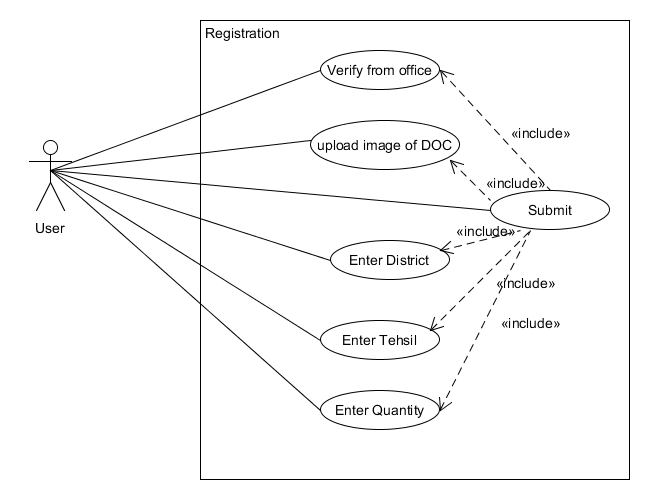 Registration
Verify from office
«include»
upload image of DOC
«include»
Submit
User
«include»
Enter District
«include»
«include»
Enter Tehsil
Enter Quantity